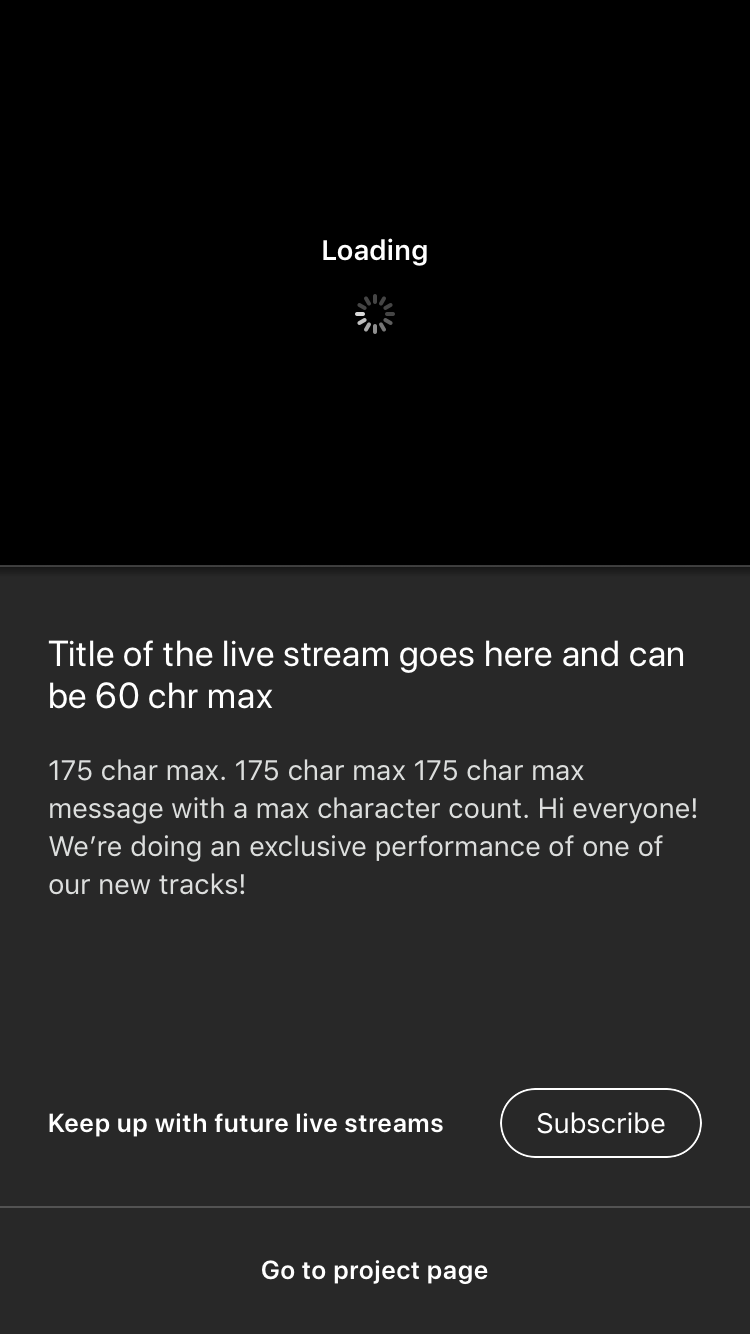 Loading
Title of the live stream goes here and can
be 60 chr max
175 char max. 175 char max 175 char max
message with a max character count. Hi everyone!
We’re doing an exclusive performance of one of
our new tracks!
Keep up with future live streams
Subscribe
Go to project page